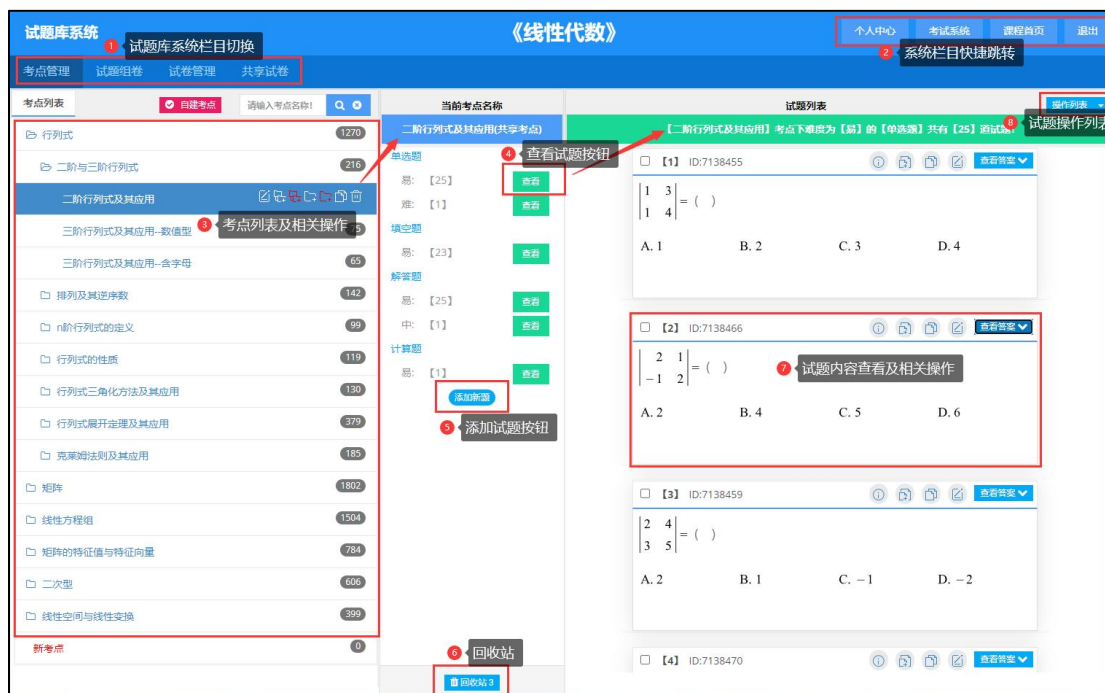 试题库系统
《线性代数》
个人中心 考试系统 课程首页 退出
1 试题库系统栏目切换
2 系统栏目快捷跳转
考点管理 试题组卷 试卷管理 共享试卷
考点列表 自建考点 请输入考点名称!
行列式 1270
二阶与三阶行列式 216
二阶行列式及其应用
3 考点列表及相关操作
三阶行列式及其应用--数值型
三阶行列式及其应用--含字母 65
排列及其逆序数 142
n阶行列式的定义 99
行列式的性质 119
行列式三角化方法及其应用 130
行列式展开定理及其应用 379
克莱姆法则及其应用 185
矩阵 1802
线性方程组 1504
矩阵的特征值与特征向量 784
二次型 606
线性空间与线性变换 399
新考点 0
当前考点名称
二阶行列式及其应用(共享考点)
单选题
4 查看试题按钮
易: 【25】 查看
难: 【1】 查看
填空题
易: 【23】 查看
解答题
易: 【25】 查看
中: 【1】 查看
计算题
易: 【1】 查看
添加新题
5 添加试题按钮
6 回收站
回收站 3
试题列表
操作列表
8 试题操作列表
【二阶行列式及其应用】考点下难度为【易】的【单选题】共有【25】道试题!
【1】 ID:7138455 查看答案
| 1 3 |
| 1 4 | = ( )
A. 1 B. 2 C. 3 D. 4
【2】 ID:7138466 查看答案
| 2 1 |
| −1 2 | = ( )
7 试题内容查看及相关操作
A. 2 B. 4 C. 5 D. 6
【3】 ID:7138459 查看答案
| 2 4 |
| 3 5 | = ( )
A. 2 B. 1 C. −1 D. −2
【4】 ID:7138470 查看答案